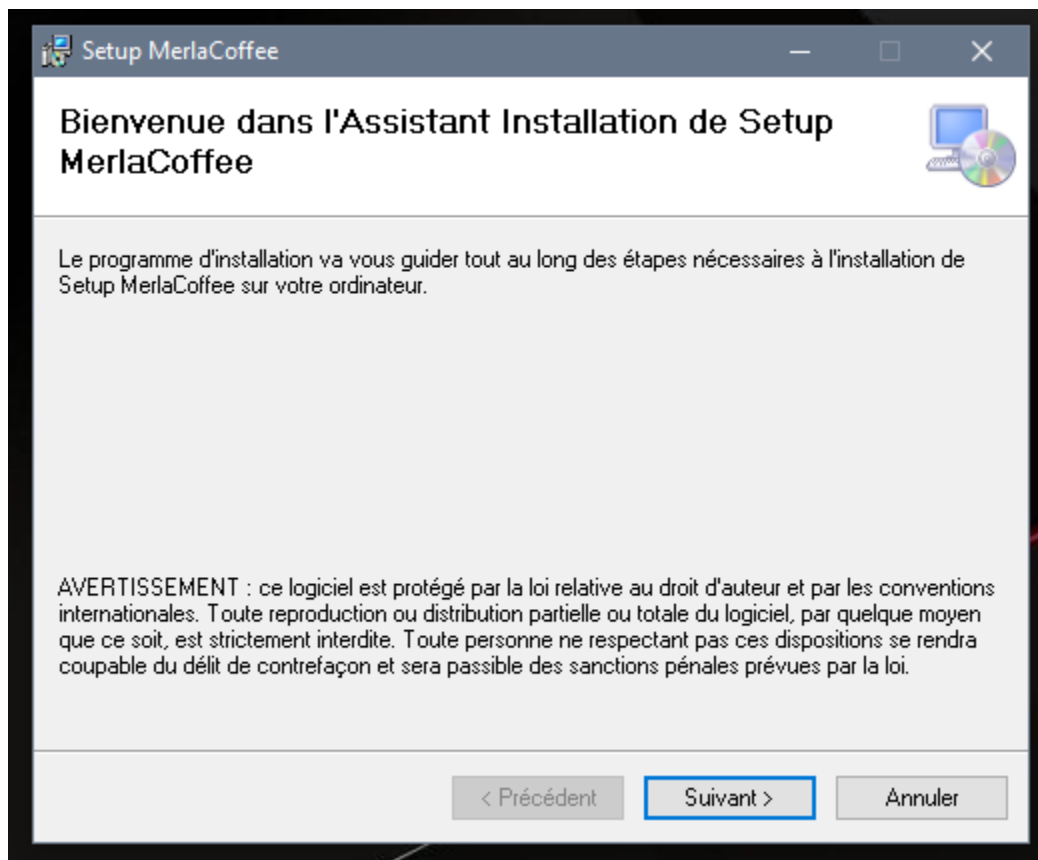 Setup MerlaCoffee
Bienvenue dans l'Assistant Installation de Setup
MerlaCoffee
Le programme d'installation va vous guider tout au long des étapes nécessaires à l'installation de
Setup MerlaCoffee sur votre ordinateur.
AVERTISSEMENT : ce logiciel est protégé par la loi relative au droit d'auteur et par les conventions
internationales. Toute reproduction ou distribution partielle ou totale du logiciel, par quelque moyen
que ce soit, est strictement interdite. Toute personne ne respectant pas ces dispositions se rendra
coupable du délit de contrefaçon et sera passible des sanctions pénales prévues par la loi.
< Précédent
Suivant >
Annuler